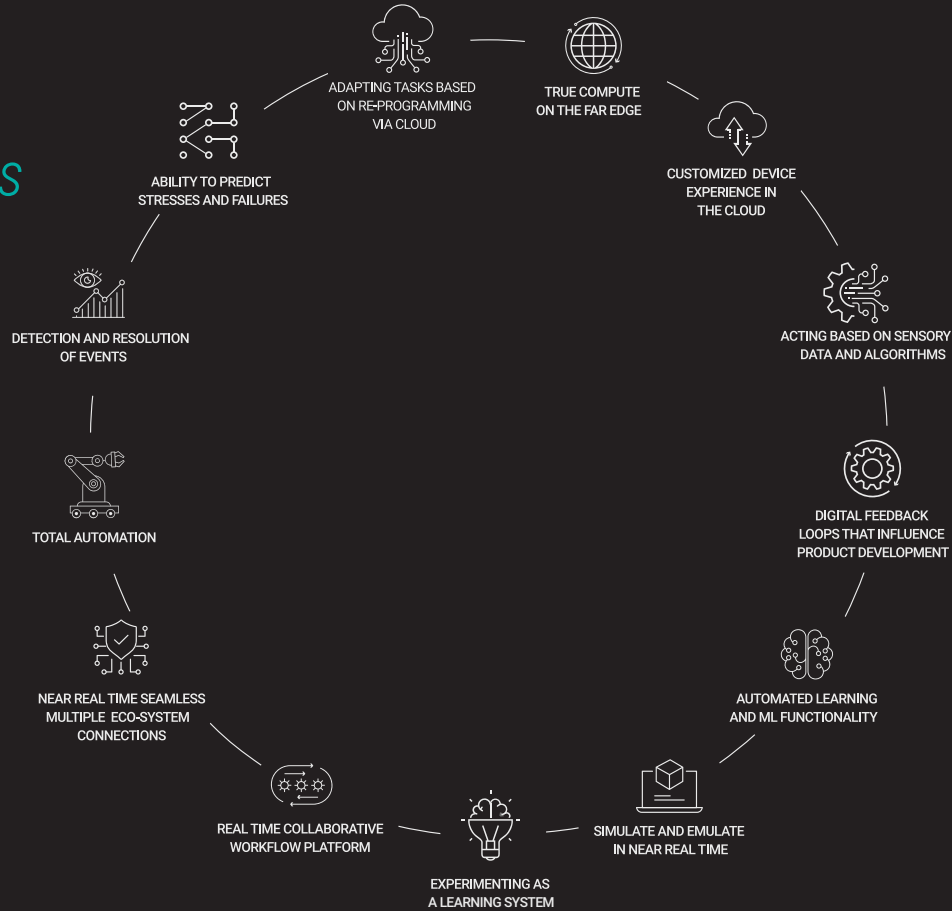 ADAPTING TASKS BASED
ON RE-PROGRAMMING
VIA CLOUD
TRUE COMPUTE
ON THE FAR EDGE
CUSTOMIZED DEVICE
EXPERIENCE IN
THE CLOUD
ACTING BASED ON SENSORY
DATA AND ALGORITHMS
DIGITAL FEEDBACK
LOOPS THAT INFLUENCE
PRODUCT DEVELOPMENT
AUTOMATED LEARNING
AND ML FUNCTIONALITY
SIMULATE AND EMULATE
IN NEAR REAL TIME
EXPERIMENTING AS
A LEARNING SYSTEM
REAL TIME COLLABORATIVE
WORKFLOW PLATFORM
NEAR REAL TIME SEAMLESS
MULTIPLE ECO-SYSTEM
CONNECTIONS
TOTAL AUTOMATION
DETECTION AND RESOLUTION
OF EVENTS
ABILITY TO PREDICT
STRESSES AND FAILURES
S